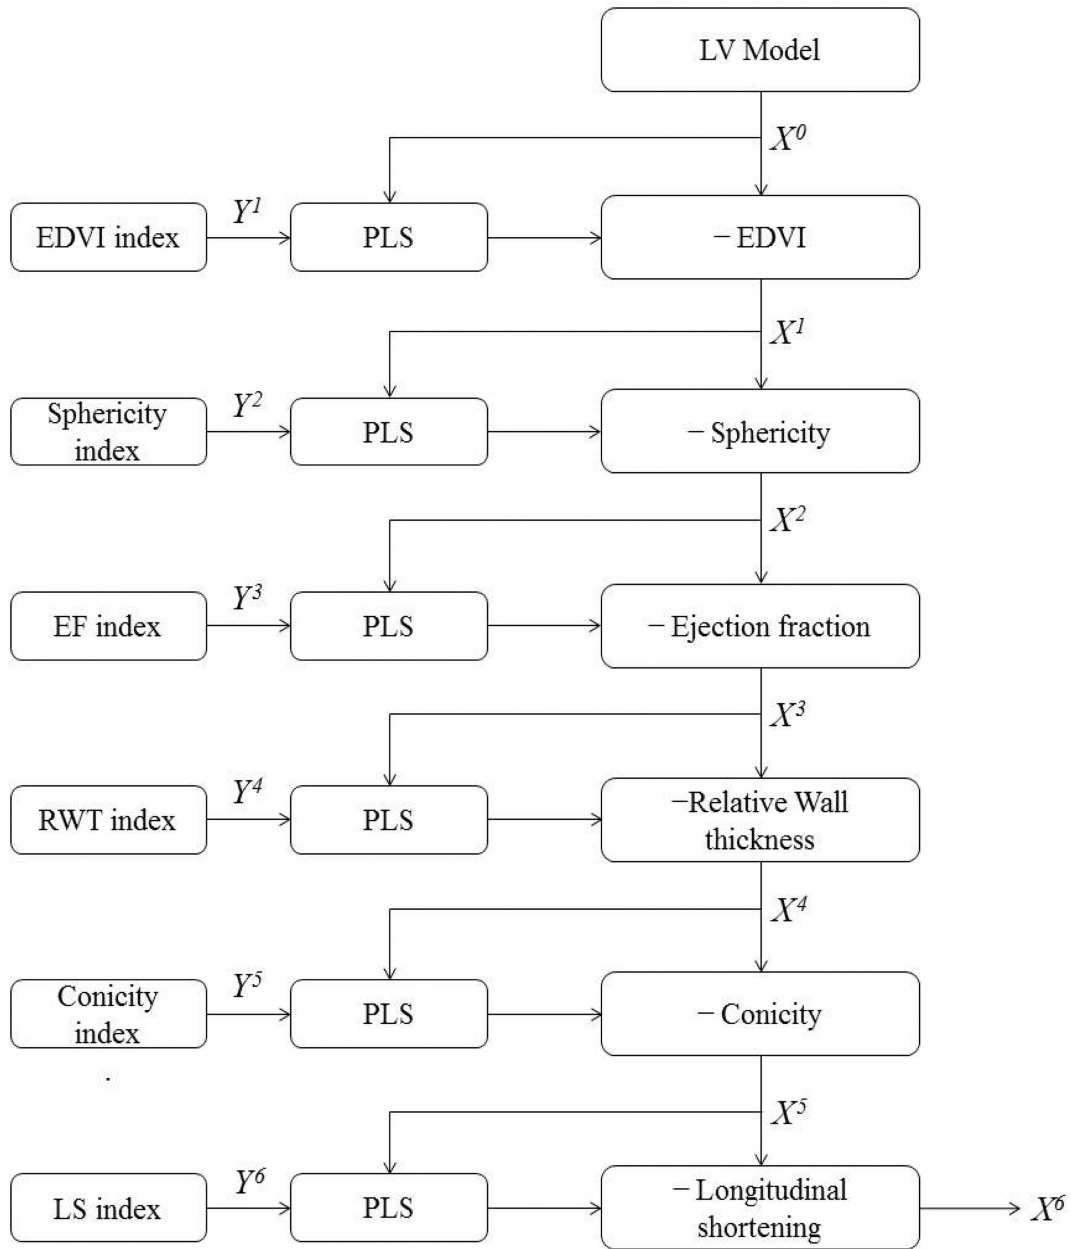 LV Model
X⁰
EDVI index
Y¹
PLS
– EDVI
X¹
Sphericity
index
Y²
PLS
– Sphericity
X²
EF index
Y³
PLS
– Ejection fraction
X³
RWT index
Y⁴
PLS
–Relative Wall
thickness
X⁴
Conicity
index
.
Y⁵
PLS
– Conicity
X⁵
LS index
Y⁶
PLS
– Longitudinal
shortening
X⁶